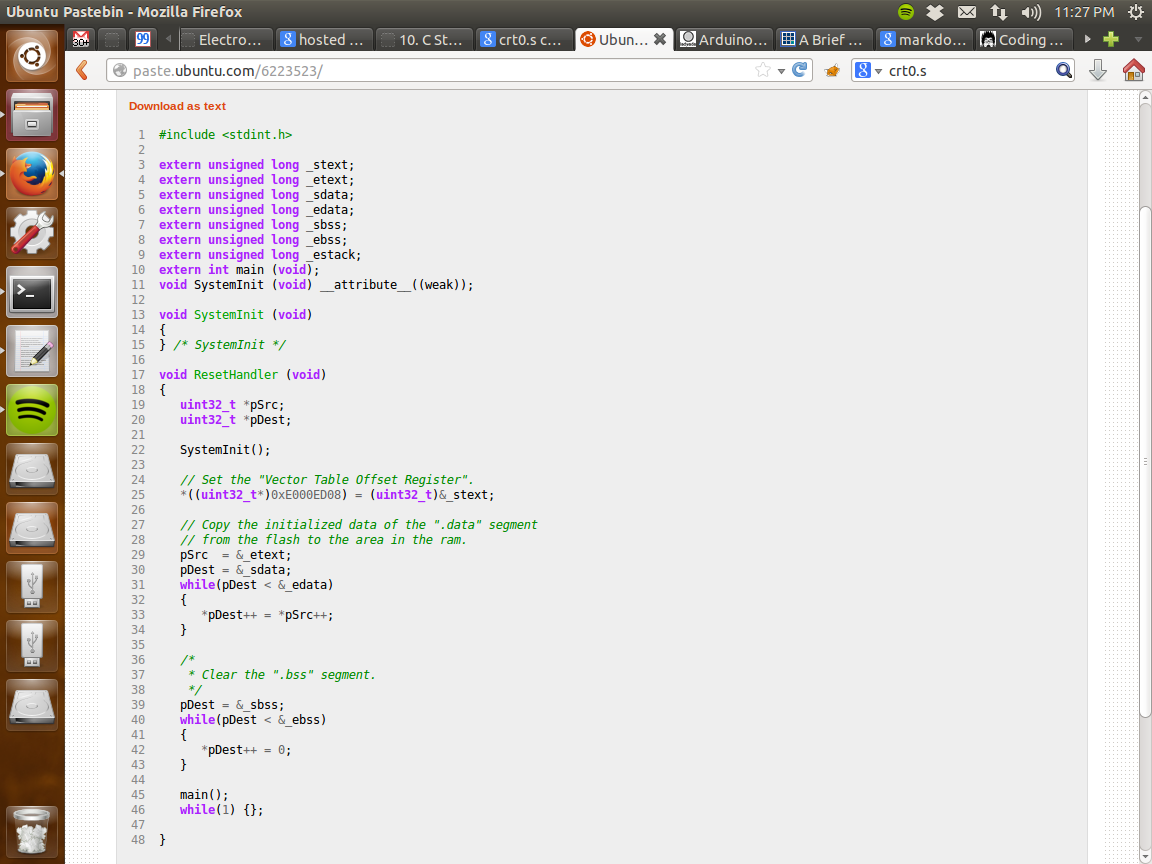 Ubuntu Pastebin - Mozilla Firefox
11:27 PM
30+
99
Electro...
hosted ...
10. C St...
crt0.s c...
Ubun...
Arduino...
A Brief ...
markdo...
Coding ...
paste.ubuntu.com/6223523/
8
crt0.s
Download as text
1 #include <stdint.h>
2
3 extern unsigned long _stext;
4 extern unsigned long _etext;
5 extern unsigned long _sdata;
6 extern unsigned long _edata;
7 extern unsigned long _sbss;
8 extern unsigned long _ebss;
9 extern unsigned long _estack;
10 extern int main (void);
11 void SystemInit (void) __attribute__((weak));
12
13 void SystemInit (void)
14 {
15 } /* SystemInit */
16
17 void ResetHandler (void)
18 {
19    uint32_t *pSrc;
20    uint32_t *pDest;
21
22    SystemInit();
23
24    // Set the "Vector Table Offset Register".
25    *((uint32_t*)0xE000ED08) = (uint32_t)&_stext;
26
27    // Copy the initialized data of the ".data" segment
28    // from the flash to the area in the ram.
29    pSrc  = &_etext;
30    pDest = &_sdata;
31    while(pDest < &_edata)
32    {
33       *pDest++ = *pSrc++;
34    }
35
36    /*
37     * Clear the ".bss" segment.
38     */
39    pDest = &_sbss;
40    while(pDest < &_ebss)
41    {
42       *pDest++ = 0;
43    }
44
45    main();
46    while(1) {};
47
48 }